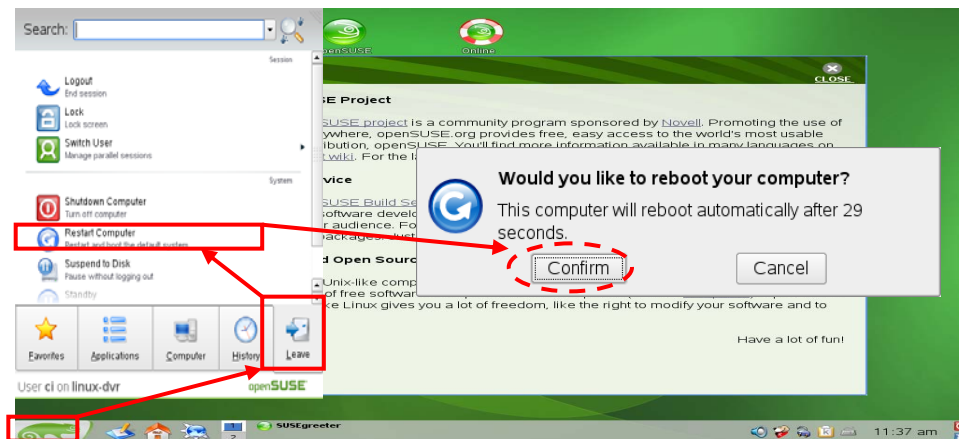 Search:
Session
Logout
End session
Lock
Lock screen
Switch User
Manage parallel sessions
System
Shutdown Computer
Turn off computer
Restart Computer
Restart and boot the default system
Suspend to Disk
Pause without logging out
Standby
Favorites
Applications
Computer
History
Leave
User ci on linux-dvr
openSUSE
openSUSE
Online
CLOSE
SE Project
SUSE project is a community program sponsored by Novell. Promoting the use of
ywhere, openSUSE.org provides free, easy access to the world's most usable
ibution, openSUSE. You'll find more information available in many languages on
wiki. For the l
vice
SUSE Build Se
software develo
r audience. Fo
packages. Just
d Open Sourc
Unix-like comp
of free softwar
ke Linux gives you a lot of freedom, like the right to modify your software and to
Have a lot of fun!
Would you like to reboot your computer?
This computer will reboot automatically after 29
seconds.
Confirm
Cancel
1
2
SUSEgreeter
11:37 am